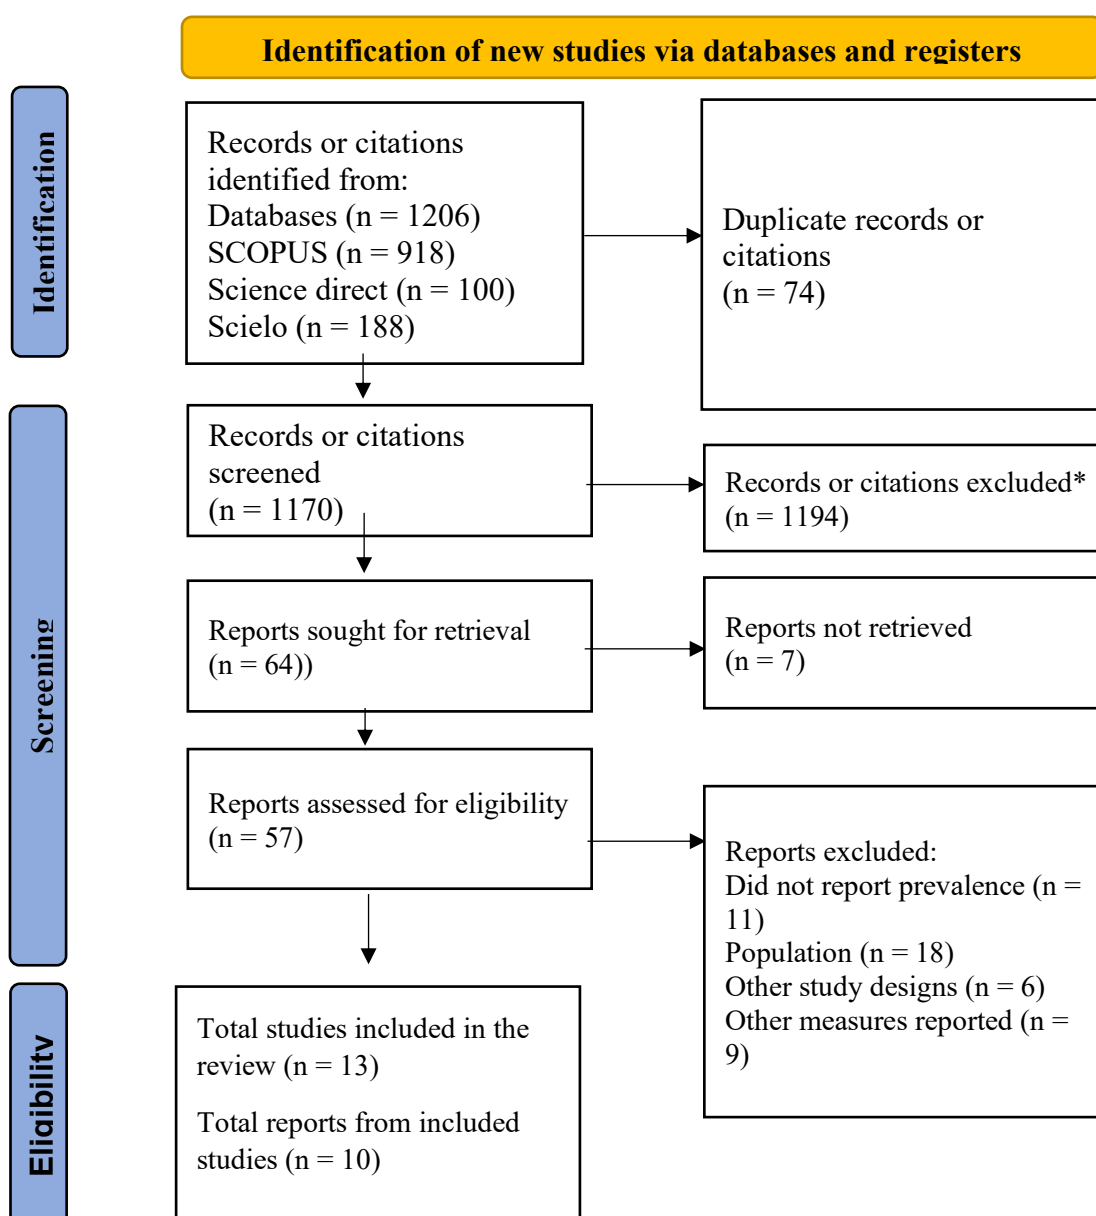 Identification of new studies via databases and registers
Identification
Records or citations
identified from:
Databases (n = 1206)
SCOPUS (n = 918)
Science direct (n = 100)
Scielo (n = 188)
Duplicate records or
citations
(n = 74)
Screening
Records or citations
screened
(n = 1170)
Records or citations excluded*
(n = 1194)
Reports sought for retrieval
(n = 64))
Reports not retrieved
(n = 7)
Reports assessed for eligibility
(n = 57)
Reports excluded:
Did not report prevalence (n =
11)
Population (n = 18)
Other study designs (n = 6)
Other measures reported (n =
9)
Eligibility
Total studies included in the
review (n = 13)
Total reports from included
studies (n = 10)